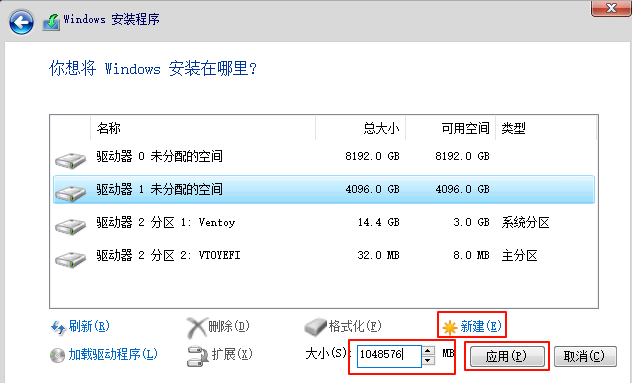 Windows 安装程序
你想将 Windows 安装在哪里？
名称 总大小 可用空间 类型
驱动器 0 未分配的空间 8192.0 GB 8192.0 GB
驱动器 1 未分配的空间 4096.0 GB 4096.0 GB
驱动器 2 分区 1: Ventoy 14.4 GB 3.0 GB 系统分区
驱动器 2 分区 2: VTOYEFI 32.0 MB 8.0 MB 主分区
刷新(R) 删除(D) 格式化(F) 新建(E)
加载驱动程序(L) 扩展(X) 大小(S): 1048576 MB 应用(P) 取消(C)